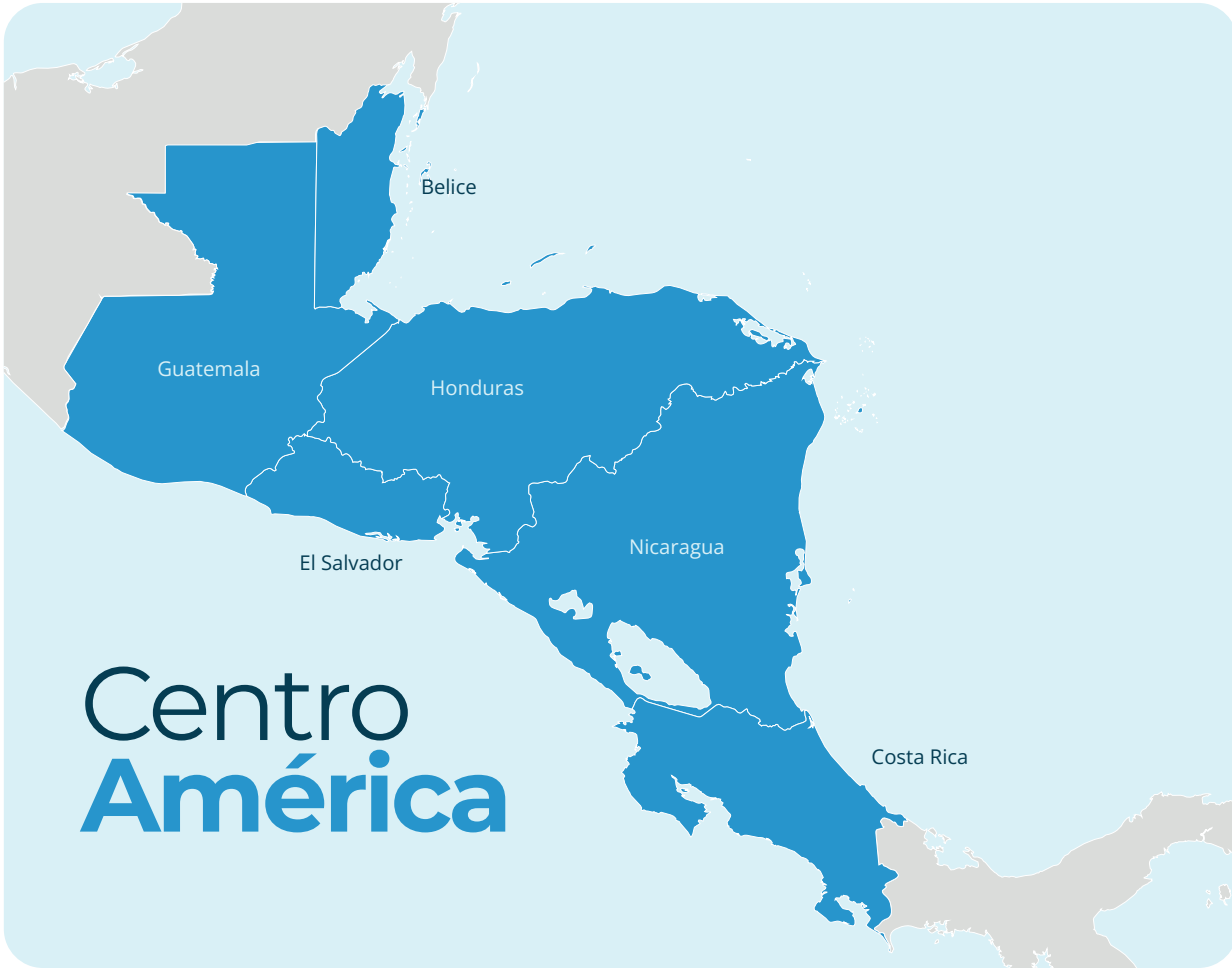 Belice
Guatemala
Honduras
Nicaragua
El Salvador
Centro
América
Costa Rica